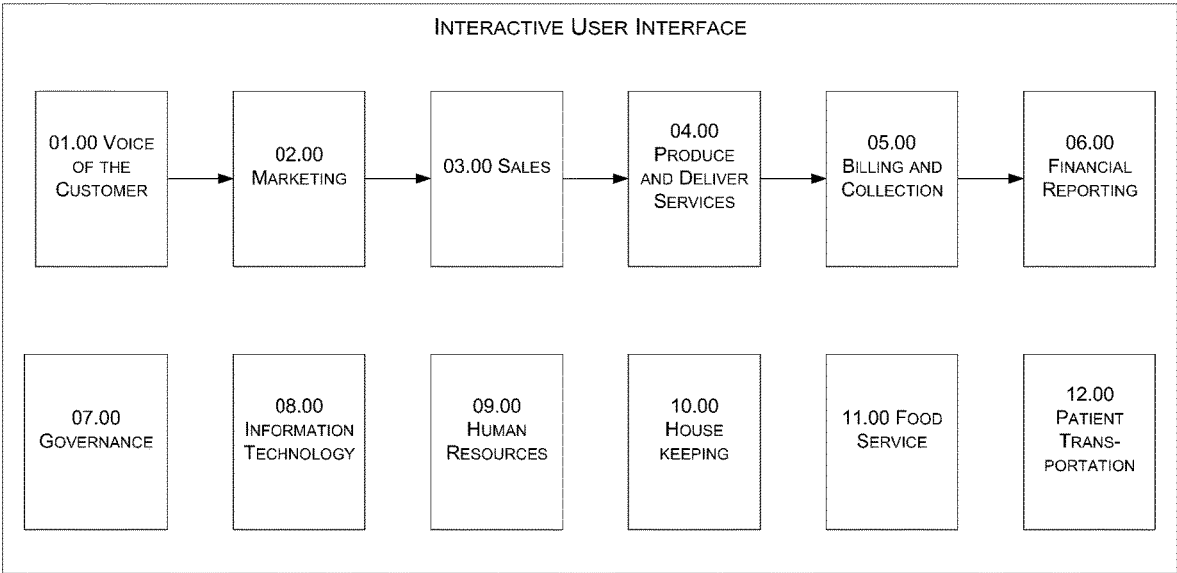 INTERACTIVE USER INTERFACE
01.00 VOICE
OF THE
CUSTOMER
02.00
MARKETING
03.00 SALES
04.00
PRODUCE
AND DELIVER
SERVICES
05.00
BILLING AND
COLLECTION
06.00
FINANCIAL
REPORTING
07.00
GOVERNANCE
08.00
INFORMATION
TECHNOLOGY
09.00
HUMAN
RESOURCES
10.00
HOUSE
KEEPING
11.00 FOOD
SERVICE
12.00
PATIENT
TRANS-
PORTATION